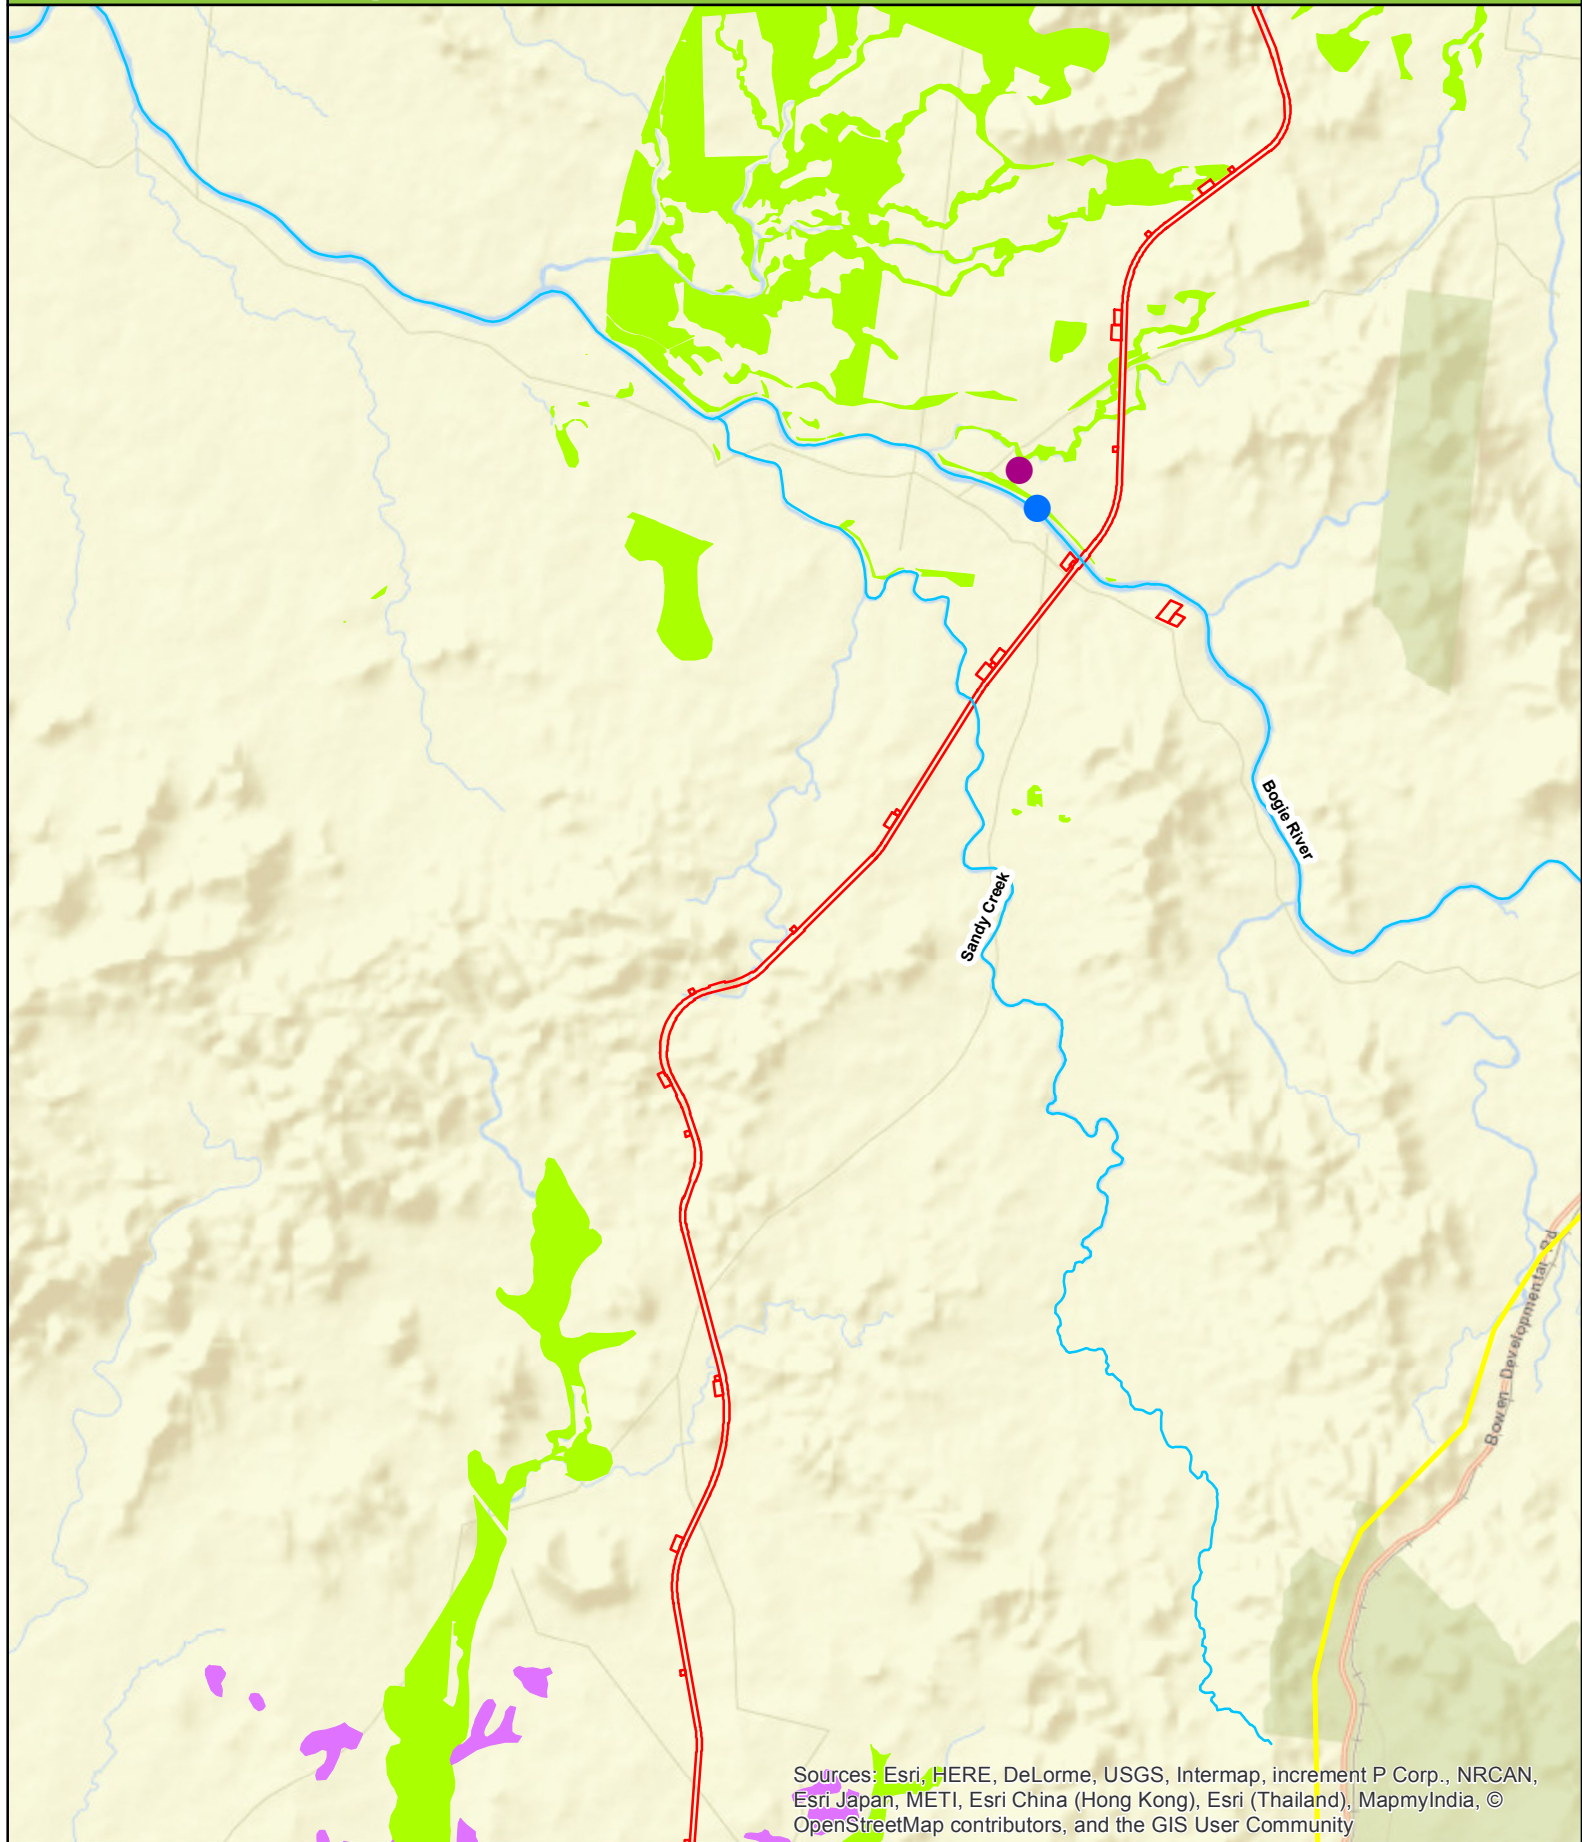 Bogie River
Sandy Creek
Bowen Developmental Rd
Sources: Esri, HERE, DeLorme, USGS, Intermap, increment P Corp., NRCAN,
Esri Japan, METI, Esri China (Hong Kong), Esri (Thailand), MapmyIndia, ©
OpenStreetMap contributors, and the GIS User Community